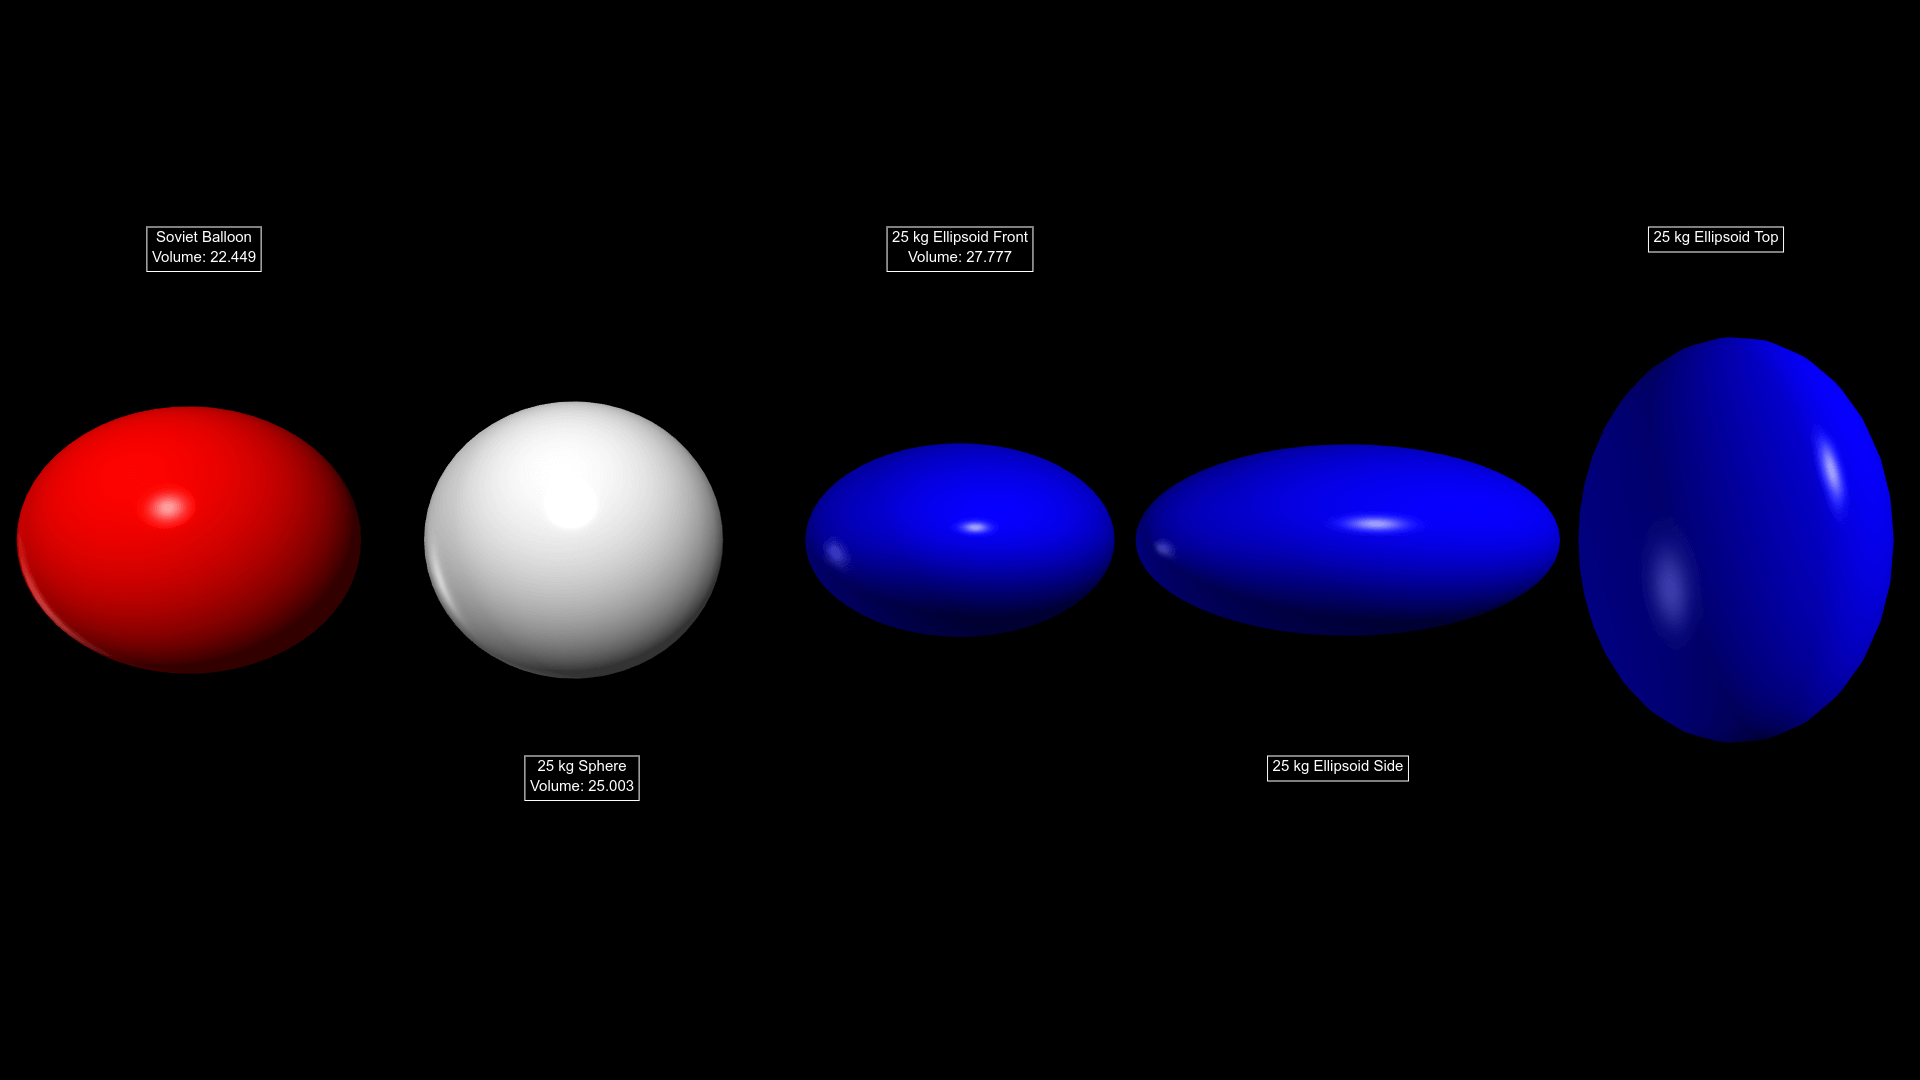 Soviet Balloon
Volume: 22.449
25 kg Ellipsoid Front
Volume: 27.777
25 kg Ellipsoid Top
25 kg Sphere
Volume: 25.003
25 kg Ellipsoid Side